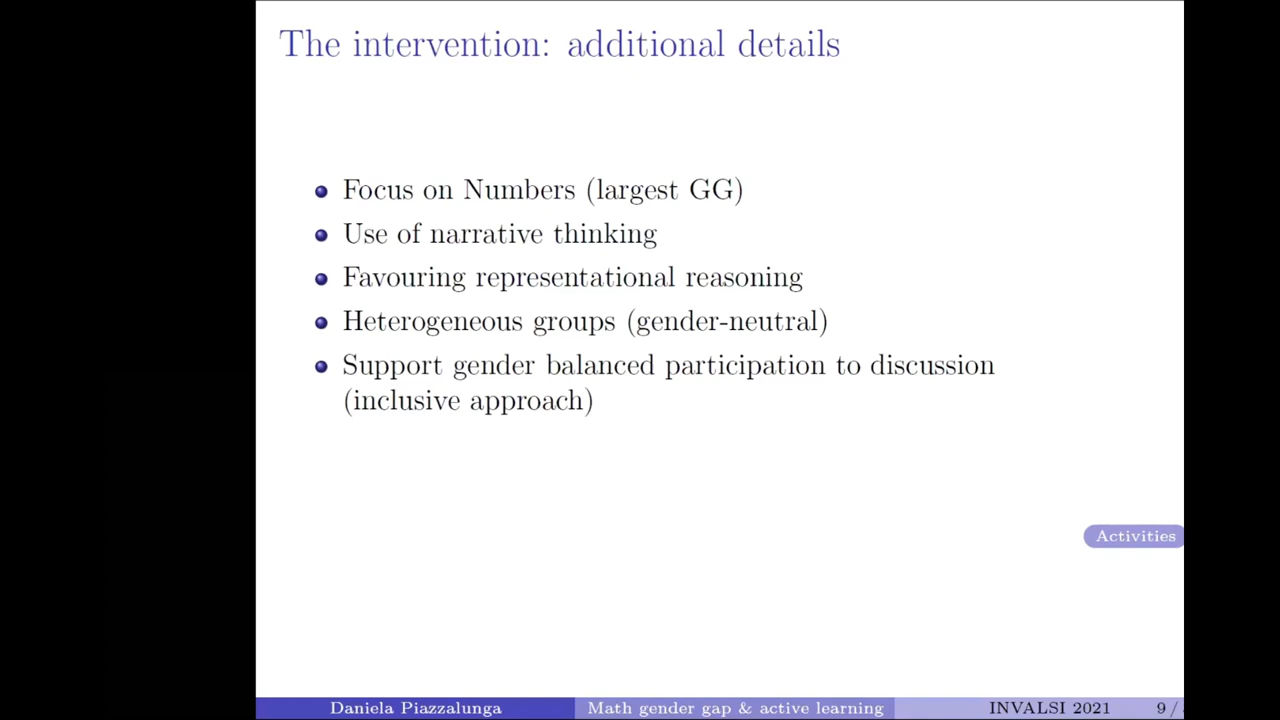 The intervention: additional details
Focus on Numbers (largest GG)
Use of narrative thinking
Favouring representational reasoning
Heterogeneous groups (gender-neutral)
Support gender balanced participation to discussion
(inclusive approach)
Activities
Daniela Piazzalunga Math gender gap & active learning INVALSI 2021 9 /